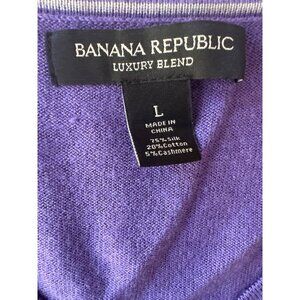 BANANA REPUBLIC
LUXURY BLEND
L
MADE IN
CHINA
75% Silk
20% Cotton
5% Cashmere